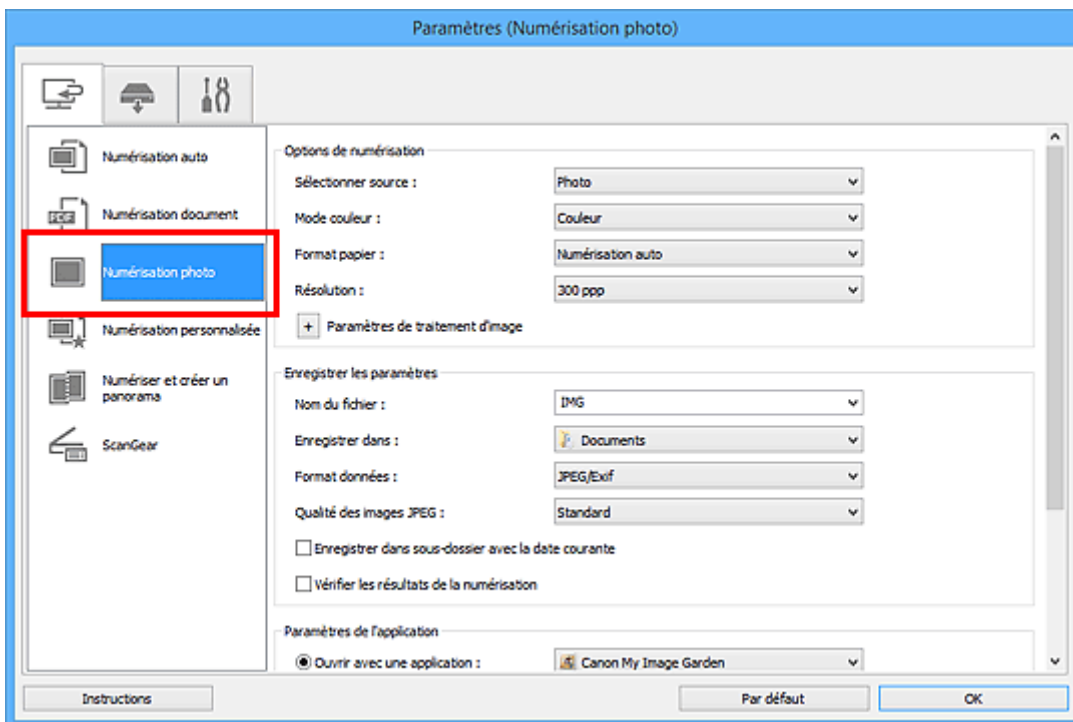 Paramètres (Numérisation photo)
Numérisation auto
PDF
Numérisation document
Numérisation photo
Numérisation personnalisée
Numériser et créer un
panorama
ScanGear
Options de numérisation
Sélectionner source : Photo
Mode couleur : Couleur
Format papier : Numérisation auto
Résolution : 300 ppp
+ Paramètres de traitement d'image
Enregistrer les paramètres
Nom du fichier : IMG
Enregistrer dans : Documents
Format données : JPEG/Exif
Qualité des images JPEG : Standard
Enregistrer dans sous-dossier avec la date courante
Vérifier les résultats de la numérisation
Paramètres de l'application
Ouvrir avec une application : Canon My Image Garden
Instructions Par défaut OK